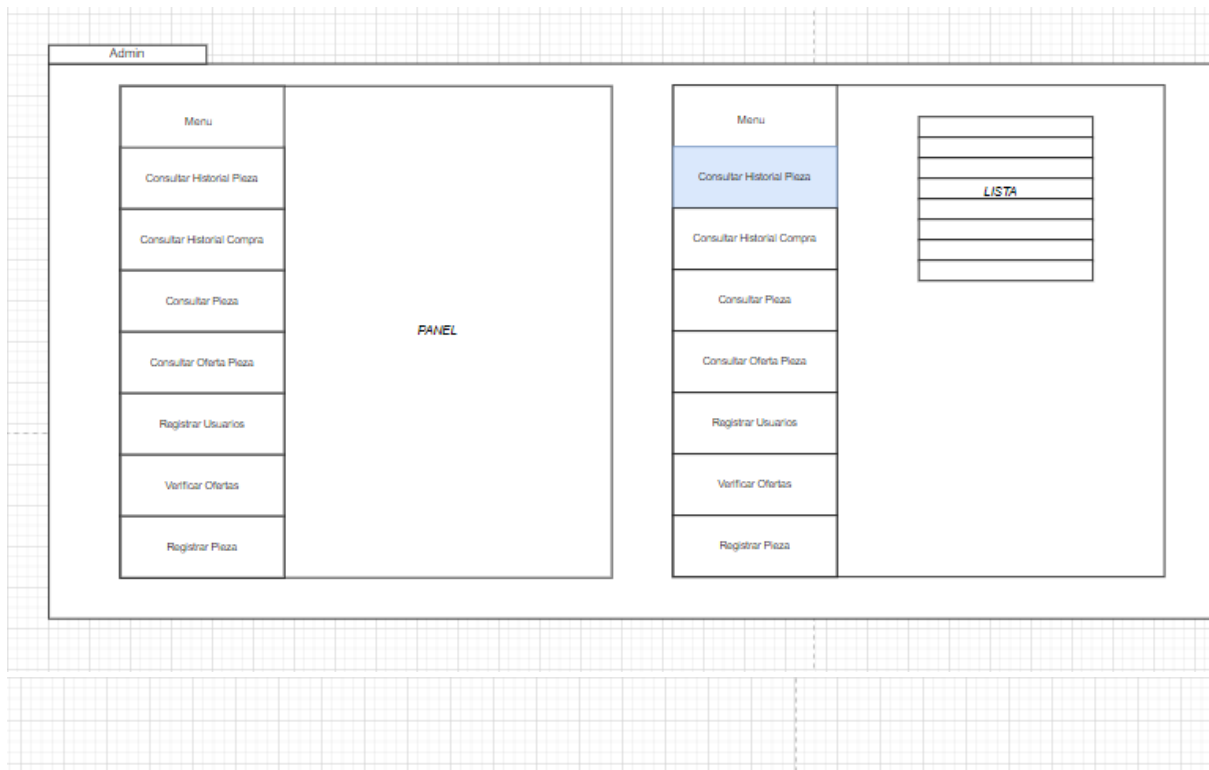 Admin
Menu
Consultar Historial Pieza
Consultar Historial Compra
Consultar Pieza
Consultar Oferta Pieza
Registrar Usuarios
Verificar Ofertas
Registrar Pieza
PANEL
Menu
Consultar Historial Pieza
Consultar Historial Compra
Consultar Pieza
Consultar Oferta Pieza
Registrar Usuarios
Verificar Ofertas
Registrar Pieza
LISTA